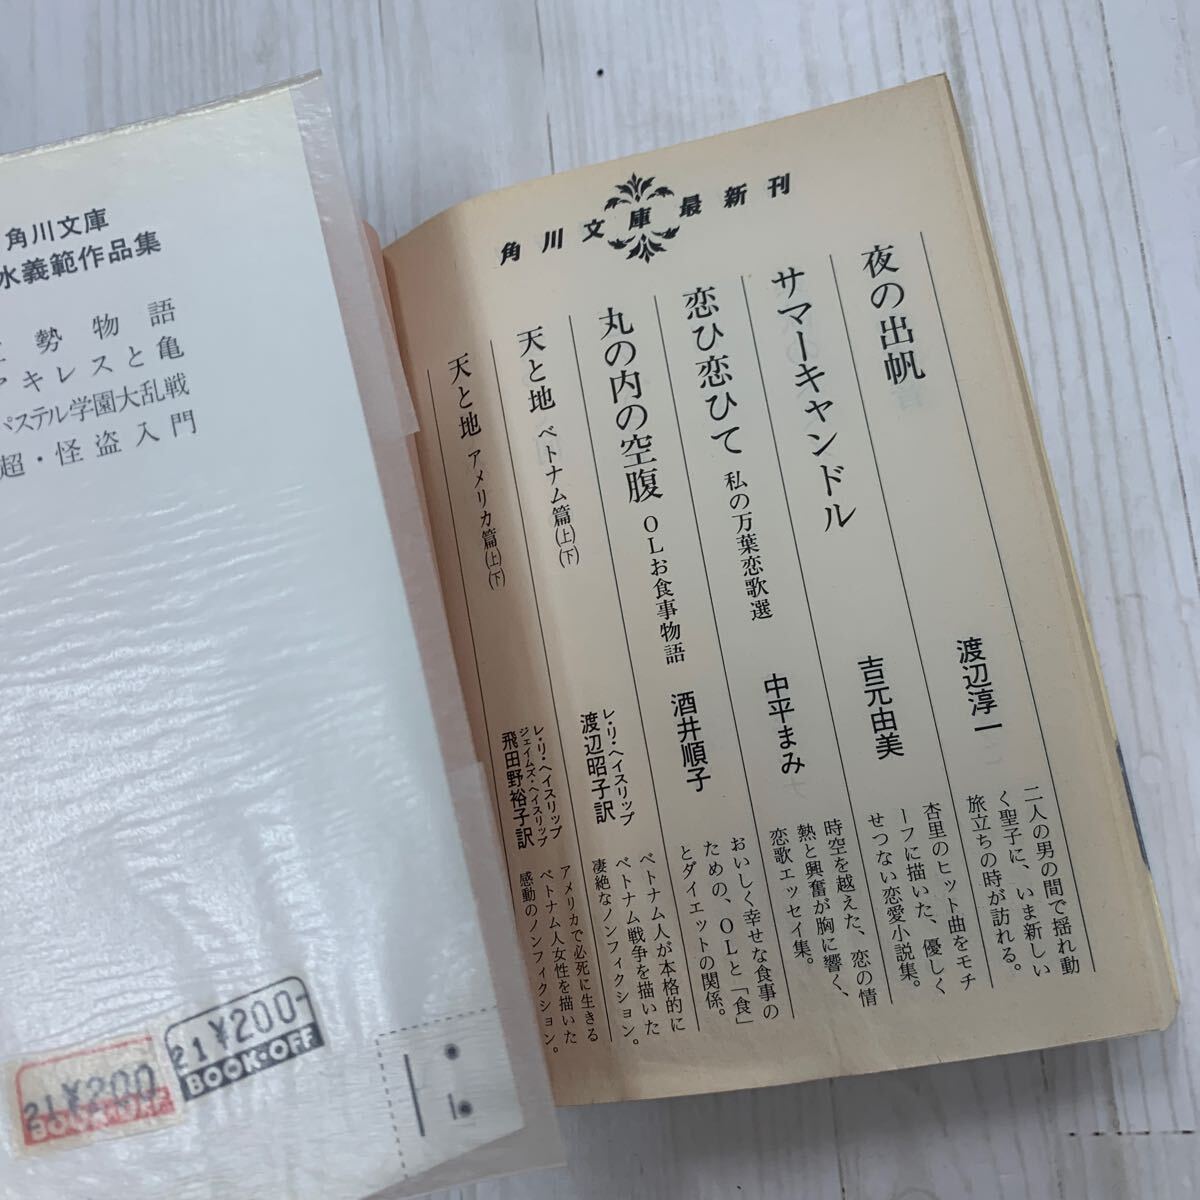 角川文庫
水義範作品集
勢物語
アキレスと亀
パステル学園大乱戦
超・怪盗入門
21￥200
BOOK・OFF
21￥200-
BOOK・OFF
角川文庫最新刊
夜の出帆
渡辺淳一
二人の男の間で揺れ動
く聖子に、いま新しい
旅立ちの時が訪れる。
サマーキャンドル
吉元由美
杏里のヒット曲をモチ
ーフに描いた、優しく
せつない恋愛小説集。
恋ひ恋ひて 私の万葉恋歌選
中平まみ
時空を越えた、恋の情
熱と興奮が胸に響く、
恋歌エッセイ集。
丸の内の空腹 OLお食事物語
酒井順子
おいしく幸せな食事の
ための、OLと「食」
とダイエットの関係。
天と地 ベトナム篇(上)(下)
レ・リ・ヘイスリップ
渡辺昭子訳
ベトナム人が本格的に
ベトナム戦争を描いた
凄絶なノンフィクション。
天と地 アメリカ篇(上)(下)
レ・リ・ヘイスリップ
ジェイムズ・ヘイスリップ
飛田野裕子訳
アメリカで必死に生きる
ベトナム人女性を描いた
感動のノンフィクション。